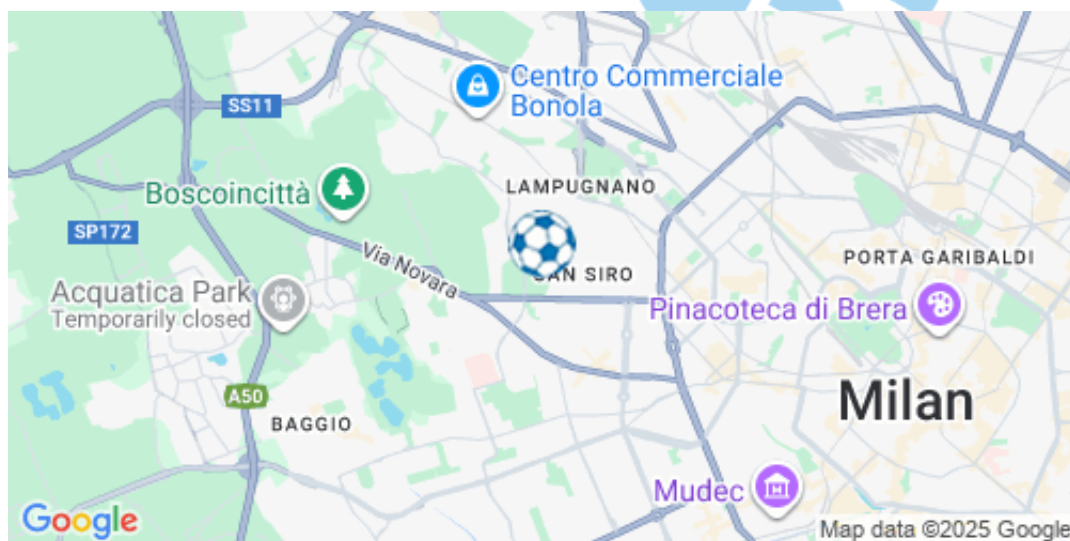 Centro Commerciale
Bonola
SS11
LAMPUGNANO
Boscoincittà
SP172
Via Novara
PORTA GARIBALDI
SAN SIRO
Acquatica Park
Temporarily closed
Pinacoteca di Brera
A50
Milan
BAGGIO
Mudec
Google
Map data ©2025 Google